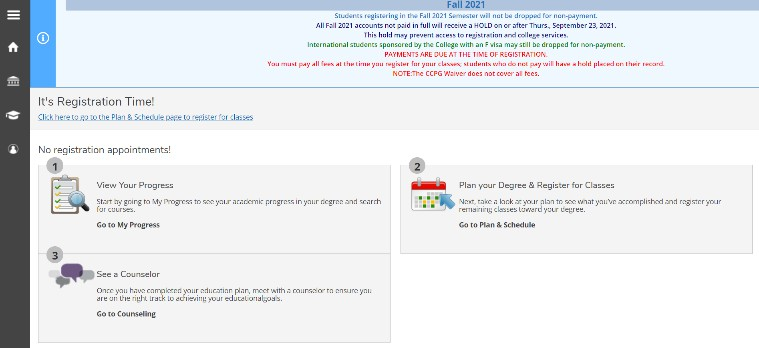 Fall 2021
Students registering in the Fall 2021 Semester will not be dropped for non-payment.
All Fall 2021 accounts not paid in full will receive a HOLD on or after Thurs., September 23, 2021.
This hold may prevent access to registration and college services.
International students sponsored by the College with an F visa may still be dropped for non-payment.
PAYMENTS ARE DUE AT THE TIME OF REGISTRATION.
You must pay all fees at the time you register for your classes; students who do not pay will have a hold placed on their record.
NOTE:The CCPG Waiver does not cover all fees.
It's Registration Time!
Click here to go to the Plan & Schedule page to register for classes
No registration appointments!
1
View Your Progress
Start by going to My Progress to see your academic progress in your degree and search
for courses.
Go to My Progress
2
Plan your Degree & Register for Classes
Next, take a look at your plan to see what you've accomplished and register your
remaining classes toward your degree.
Go to Plan & Schedule
3
See a Counselor
Once you have completed your education plan, meet with a counselor to ensure you
are on the right track to achieving your educationalgoals.
Go to Counseling